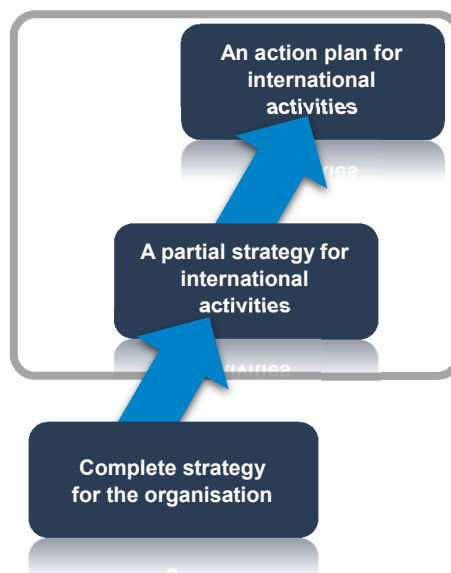 An action plan for
international
activities
A partial strategy for
international
activities
Complete strategy
for the organisation